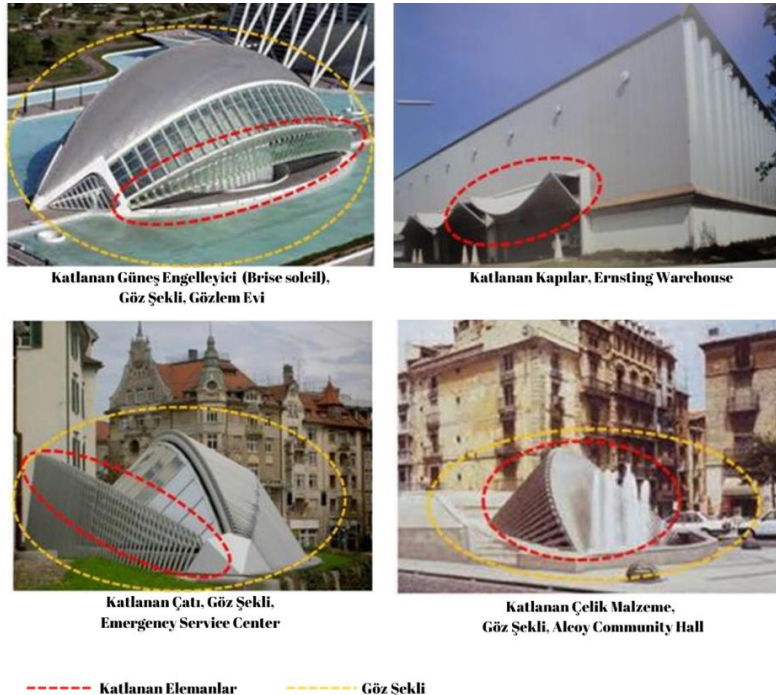 Katlanan Güneş Engelleyici (Brise soleil),
Göz Şekli, Gözlem Evi
Katlanan Kapılar, Ernsting Warehouse
Katlanan Çatı, Göz Şekli,
Emergency Service Center
Katlanan Çelik Malzeme,
Göz Şekli, Alcoy Community Hall
Katlanan Elemanlar
Göz Şekli